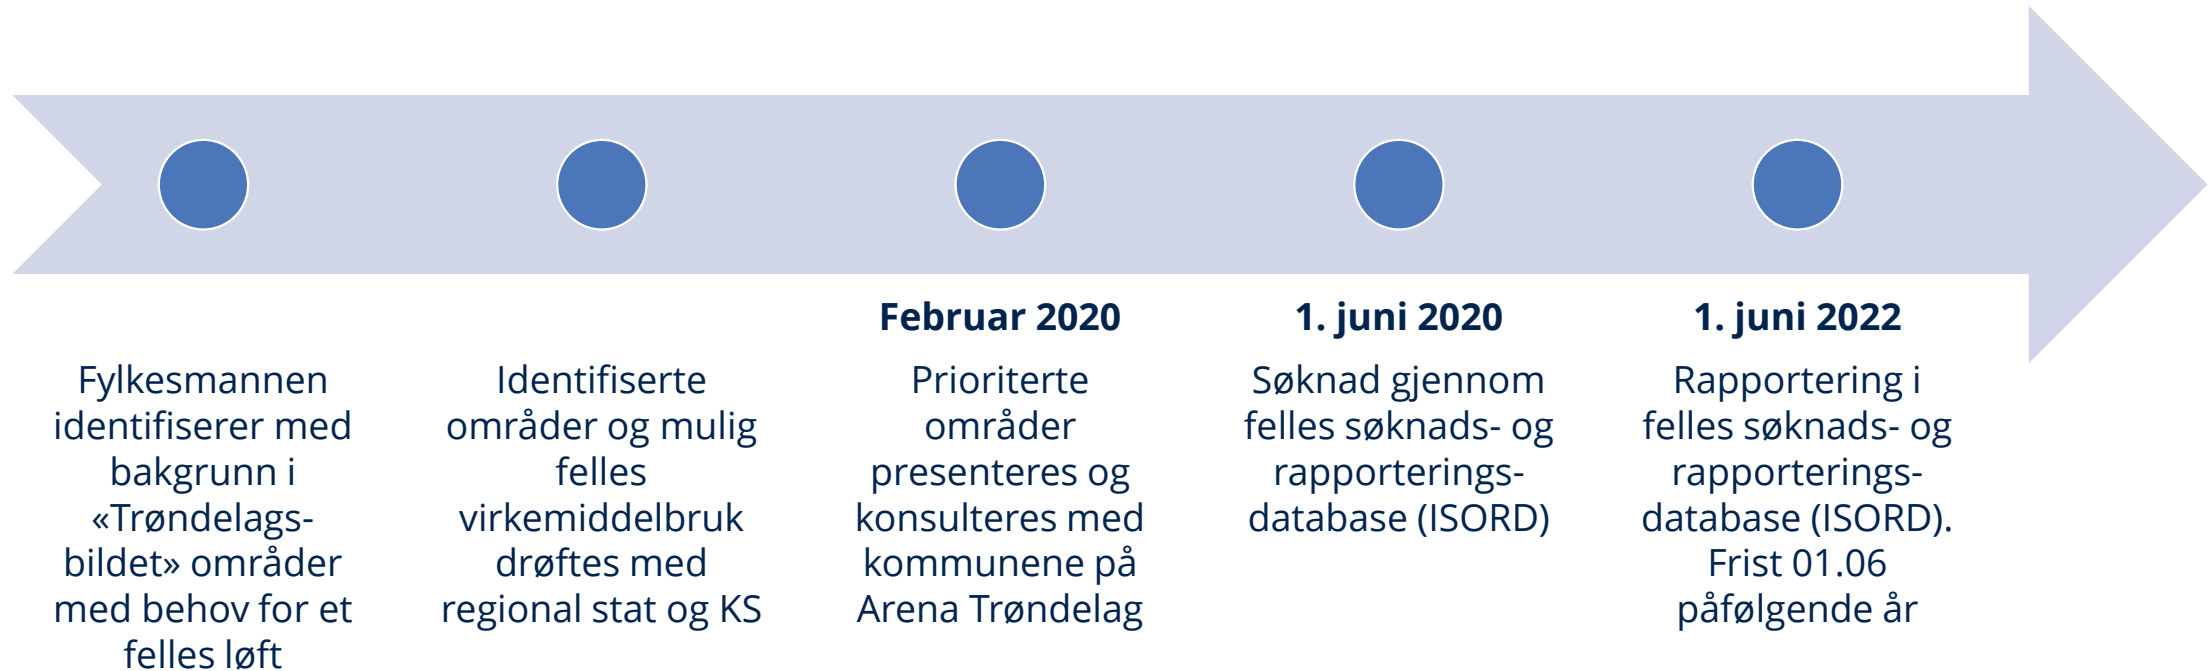 Fylkesmannen
identifiserer med
bakgrunn i
«Trøndelags-
bildet» områder
med behov for et
felles løft
Identifiserte
områder og mulig
felles
virkemiddelbruk
drøftes med
regional stat og KS
Februar 2020
Prioriterte
områder
presenteres og
konsulteres med
kommunene på
Arena Trøndelag
1. juni 2020
Søknad gjennom
felles søknads- og
rapporterings-
database (ISORD)
1. juni 2022
Rapportering i
felles søknads- og
rapporterings-
database (ISORD).
Frist 01.06
påfølgende år